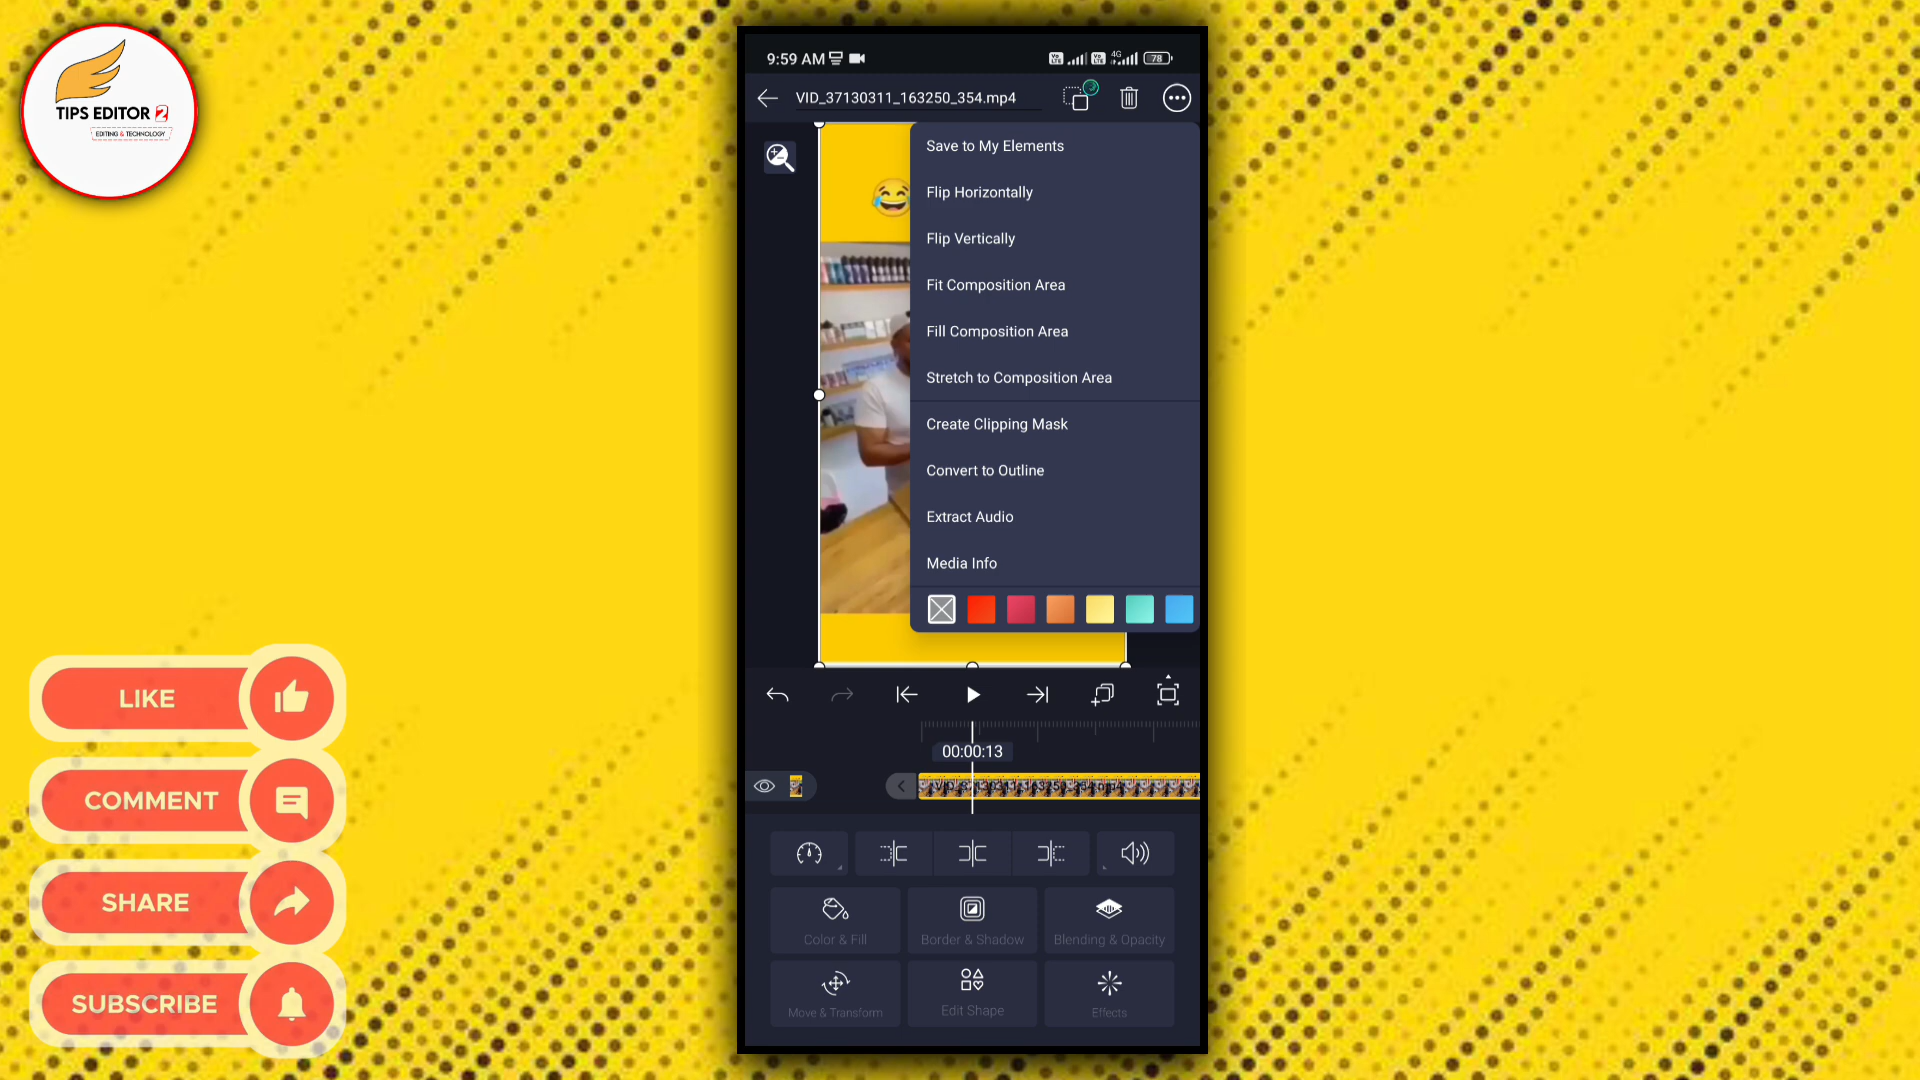 TIPS EDITOR 2
EDITING & TECHNOLOGY
9:59 AM
4G
78
VID_37130311_163250_354.mp4
Save to My Elements
Flip Horizontally
Flip Vertically
Fit Composition Area
Fill Composition Area
Stretch to Composition Area
Create Clipping Mask
Convert to Outline
Extract Audio
Media Info
00:00:13
VID_37130311_163250_354.mp4
Color & Fill
Border & Shadow
Blending & Opacity
Move & Transform
Edit Shape
Effects
LIKE
COMMENT
SHARE
SUBSCRIBE